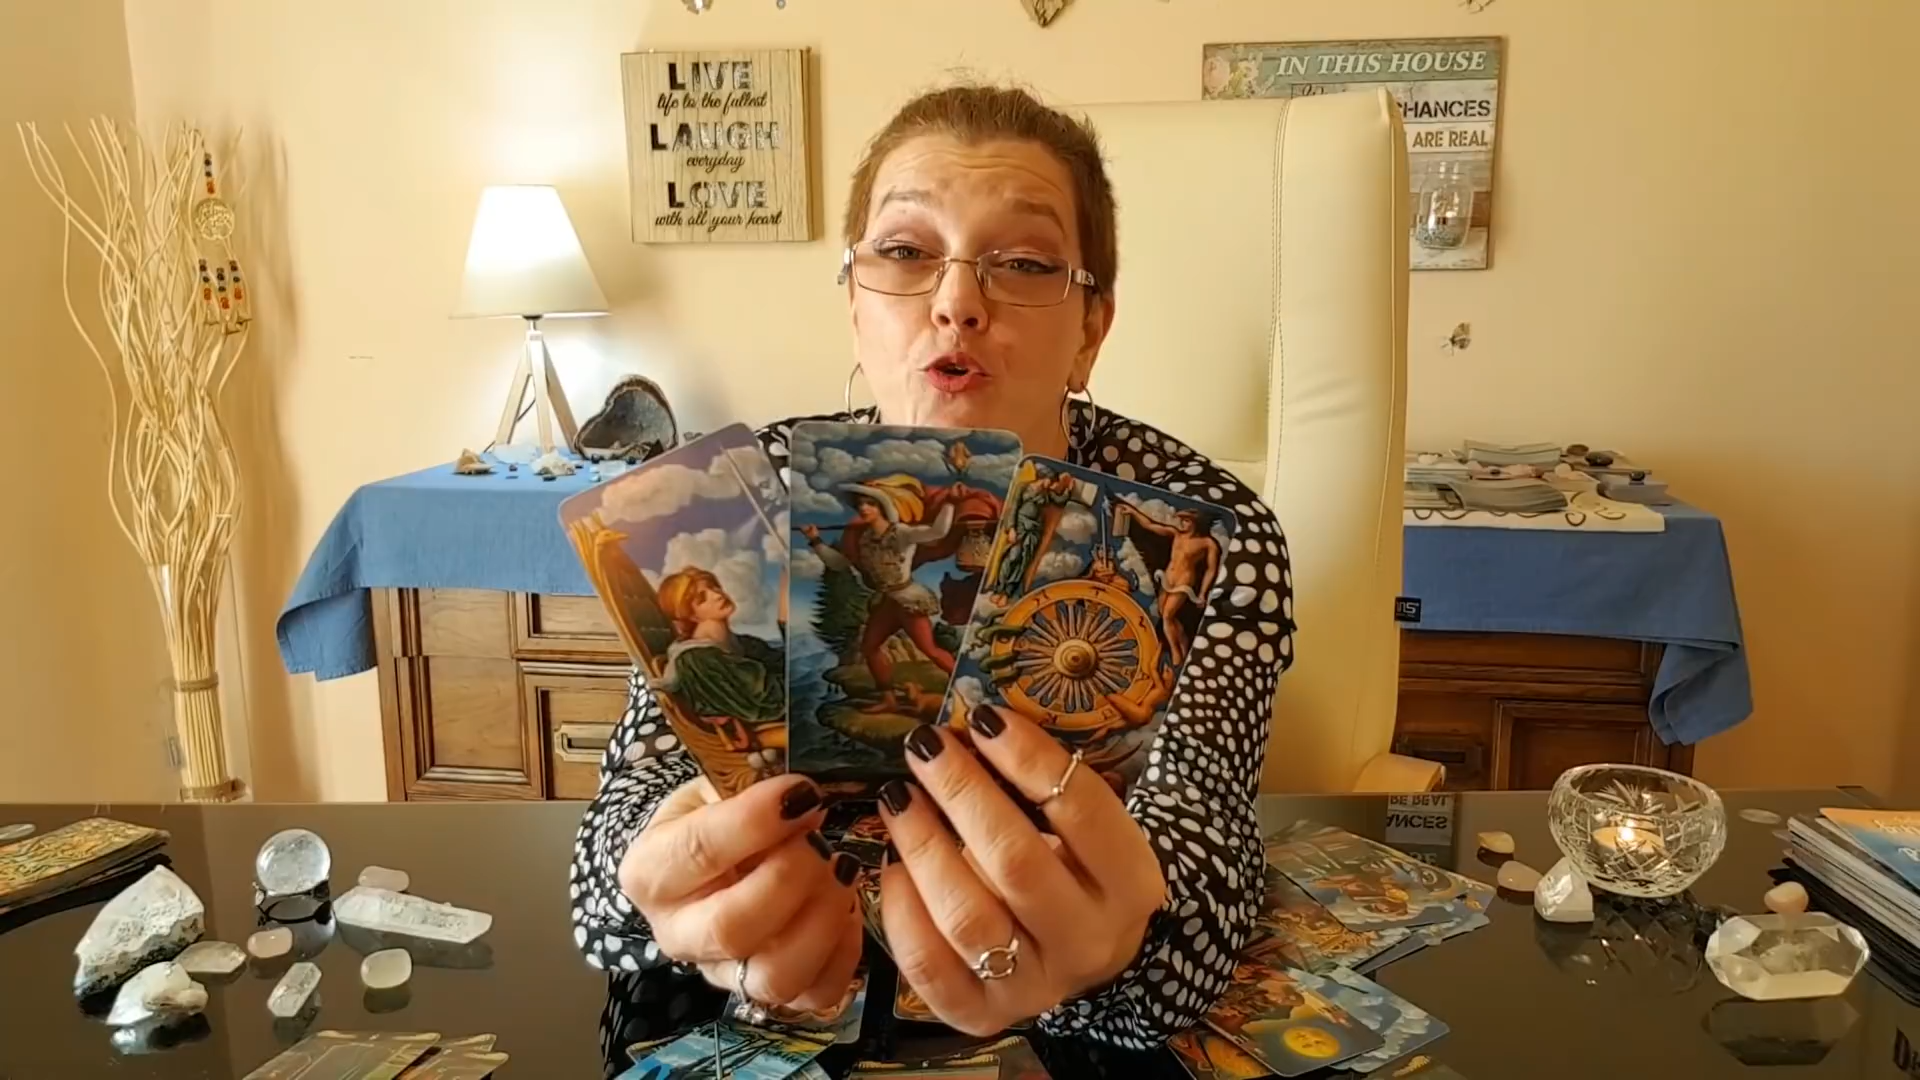 LIVE
life to the fullest
LAUGH
everyday
LOVE
with all your heart
IN THIS HOUSE
CHANCES
ARE REAL